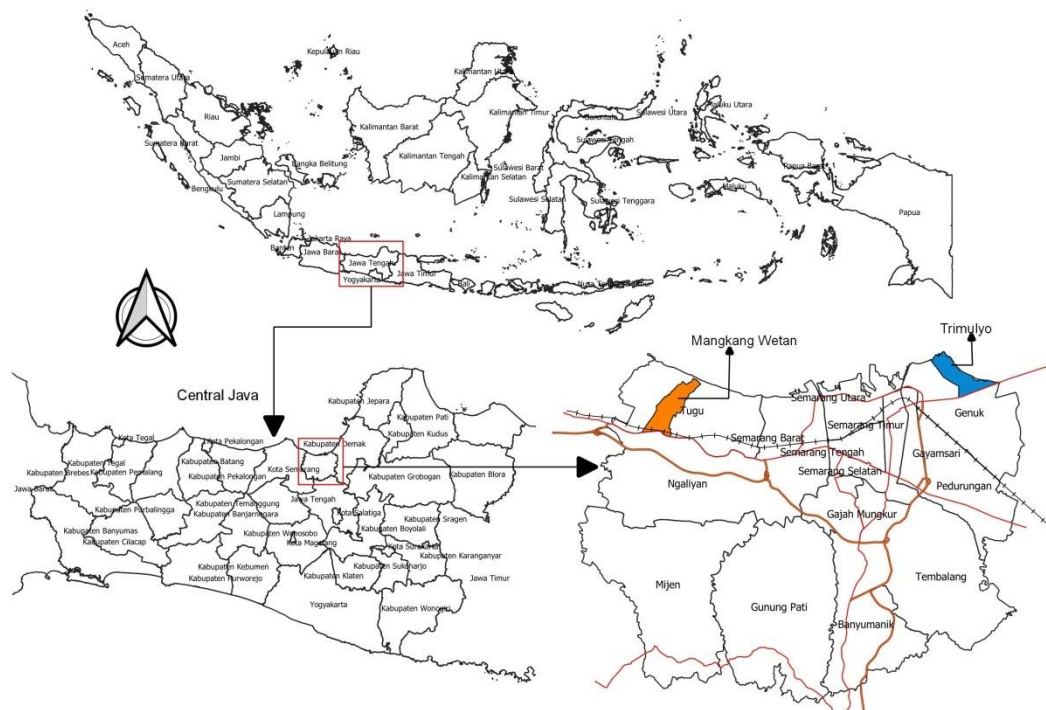 Aceh
Sumatera Utara
Kepulauan Riau
Riau
Sumatera Barat
Jambi
Bangka Belitung
Sumatera Selatan
Bengkulu
Lampung
Kalimantan Utara
Kalimantan Timur
Kalimantan Barat
Kalimantan Tengah
Kalimantan Selatan
Sulawesi Utara
Gorontalo
Sulawesi Tengah
Sulawesi Barat
Sulawesi Selatan
Sulawesi Tenggara
Maluku Utara
Maluku
Papua Barat
Papua
Jakarta Raya
Banten
Jawa Barat
Jawa Tengah
Yogyakarta
Jawa Timur
Bali
Central Java
Kabupaten Jepara
Kabupaten Pati
Kota Tegal
Kota Pekalongan
Kabupaten Demak
Kabupaten Kudus
Kabupaten Tegal
Kabupaten Batang
Kabupaten Brebes
Kabupaten Pemalang
Kabupaten Pekalongan
Kota Semarang
Kabupaten Grobogan
Kabupaten Blora
Jawa Barat
Jawa Tengah
Kabupaten Temanggung
Kabupaten Purbalingga
Kabupaten Banjarnegara
Kota Salatiga
Kabupaten Sragen
Kabupaten Boyolali
Kabupaten Banyumas
Kabupaten Wonosobo
Kabupaten Cilacap
Kota Magelang
Kota Surakarta
Kabupaten Karanganyar
Kabupaten Kebumen
Kabupaten Sukoharjo
Kabupaten Purworejo
Kabupaten Klaten
Jawa Timur
Yogyakarta
Kabupaten Wonogiri
Mangkang Wetan
Trimulyo
Tugu
Semarang Utara
Genuk
Semarang Timur
Semarang Barat
Semarang Tengah
Gayamsari
Semarang Selatan
Ngaliyan
Pedurungan
Gajah Mungkur
Mijen
Tembalang
Gunung Pati
Banyumanik